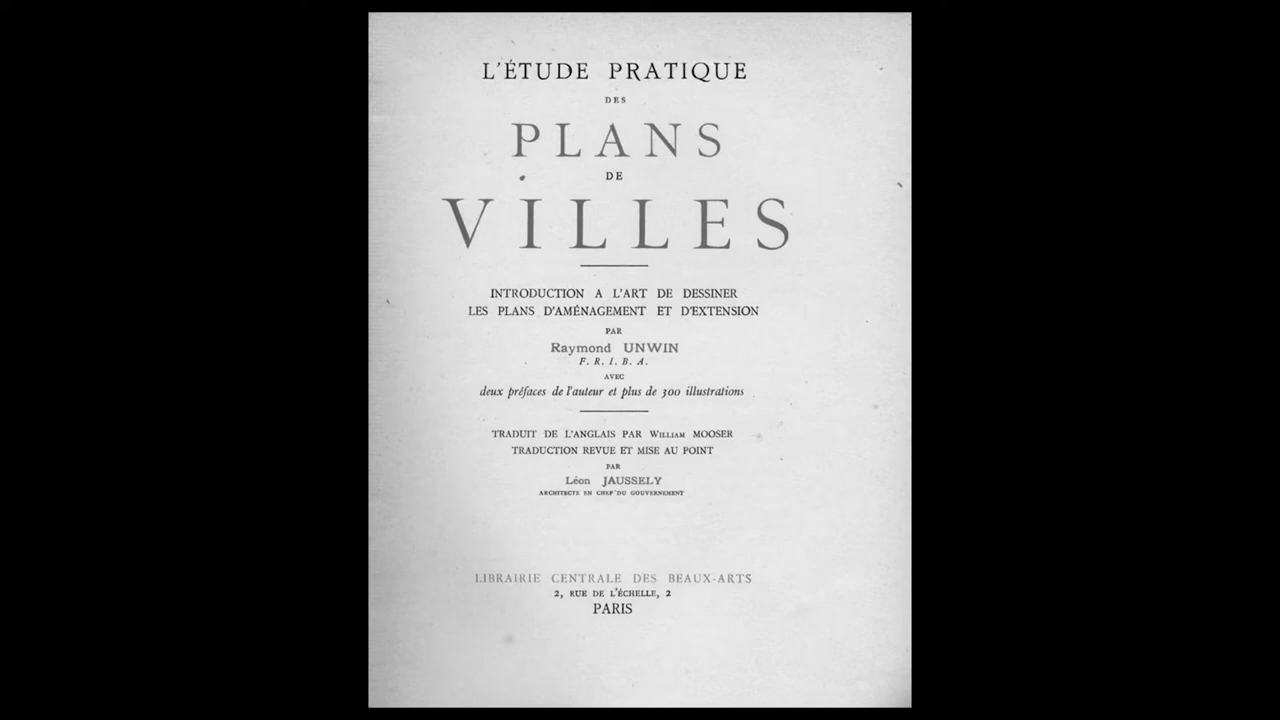 L'ÉTUDE PRATIQUE
DES
PLANS
DE
VILLES
INTRODUCTION A L'ART DE DESSINER
LES PLANS D'AMÉNAGEMENT ET D'EXTENSION
PAR
Raymond UNWIN
F. R. I. B. A.
AVEC
deux préfaces de l'auteur et plus de 300 illustrations
TRADUIT DE L'ANGLAIS PAR WILLIAM MOOSER
TRADUCTION REVUE ET MISE AU POINT
PAR
Léon JAUSSELY
ARCHITECTE EN CHEF DU GOUVERNEMENT
LIBRAIRIE CENTRALE DES BEAUX-ARTS
2, RUE DE L'ÉCHELLE, 2
PARIS